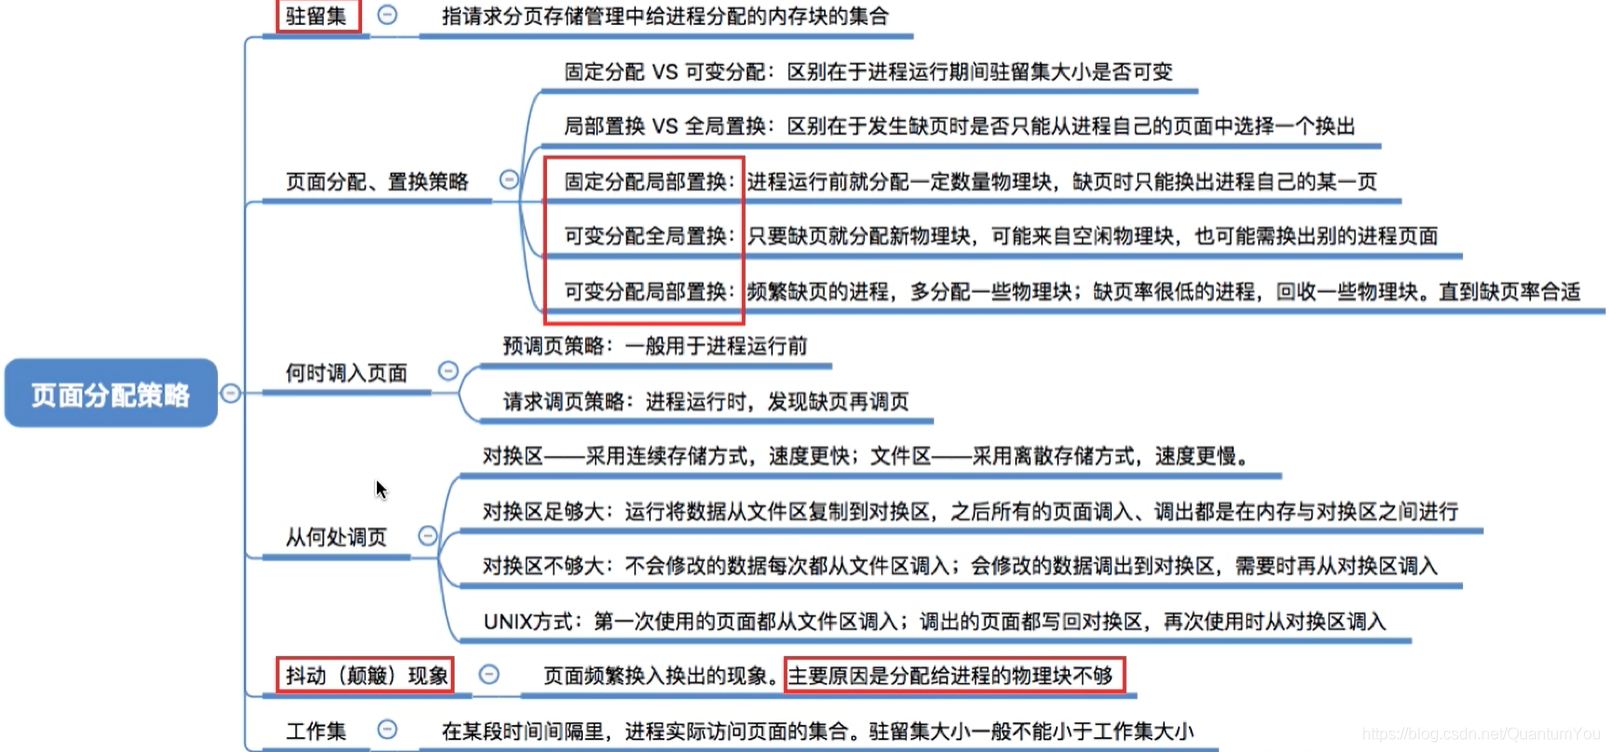 驻留集
指请求分页存储管理中给进程分配的内存块的集合
固定分配 VS 可变分配：区别在于进程运行期间驻留集大小是否可变
局部置换 VS 全局置换：区别在于发生缺页时是否只能从进程自己的页面中选择一个换出
页面分配、置换策略
固定分配局部置换：进程运行前就分配一定数量物理块，缺页时只能换出进程自己的某一页
可变分配全局置换：只要缺页就分配新物理块，可能来自空闲物理块，也可能需换出别的进程页面
可变分配局部置换：频繁缺页的进程，多分配一些物理块；缺页率很低的进程，回收一些物理块。直到缺页率合适
页面分配策略
何时调入页面
预调页策略：一般用于进程运行前
请求调页策略：进程运行时，发现缺页再调页
从何处调页
对换区——采用连续存储方式，速度更快；文件区——采用离散存储方式，速度更慢。
对换区足够大：运行将数据从文件区复制到对换区，之后所有的页面调入、调出都是在内存与对换区之间进行
对换区不够大：不会修改的数据每次都从文件区调入；会修改的数据调出到对换区，需要时再从对换区调入
UNIX方式：第一次使用的页面都从文件区调入；调出的页面都写回对换区，再次使用时从对换区调入
抖动（颠簸）现象
页面频繁换入换出的现象。主要原因是分配给进程的物理块不够
工作集
在某段时间间隔里，进程实际访问页面的集合。驻留集大小一般不能小于工作集大小
https://blog.csdn.net/QuantumYou